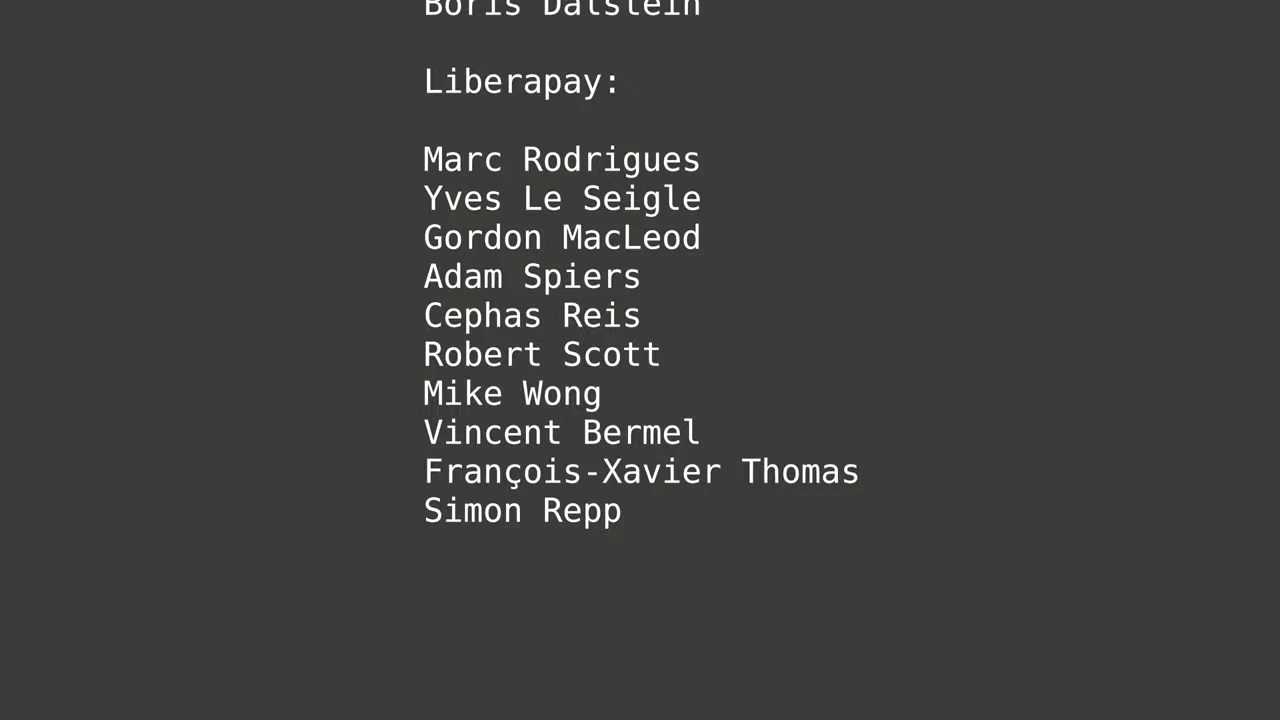 Boris Dalstein
Liberapay:
Marc Rodrigues
Yves Le Seigle
Gordon MacLeod
Adam Spiers
Cephas Reis
Robert Scott
Mike Wong
Vincent Bermel
François-Xavier Thomas
Simon Repp